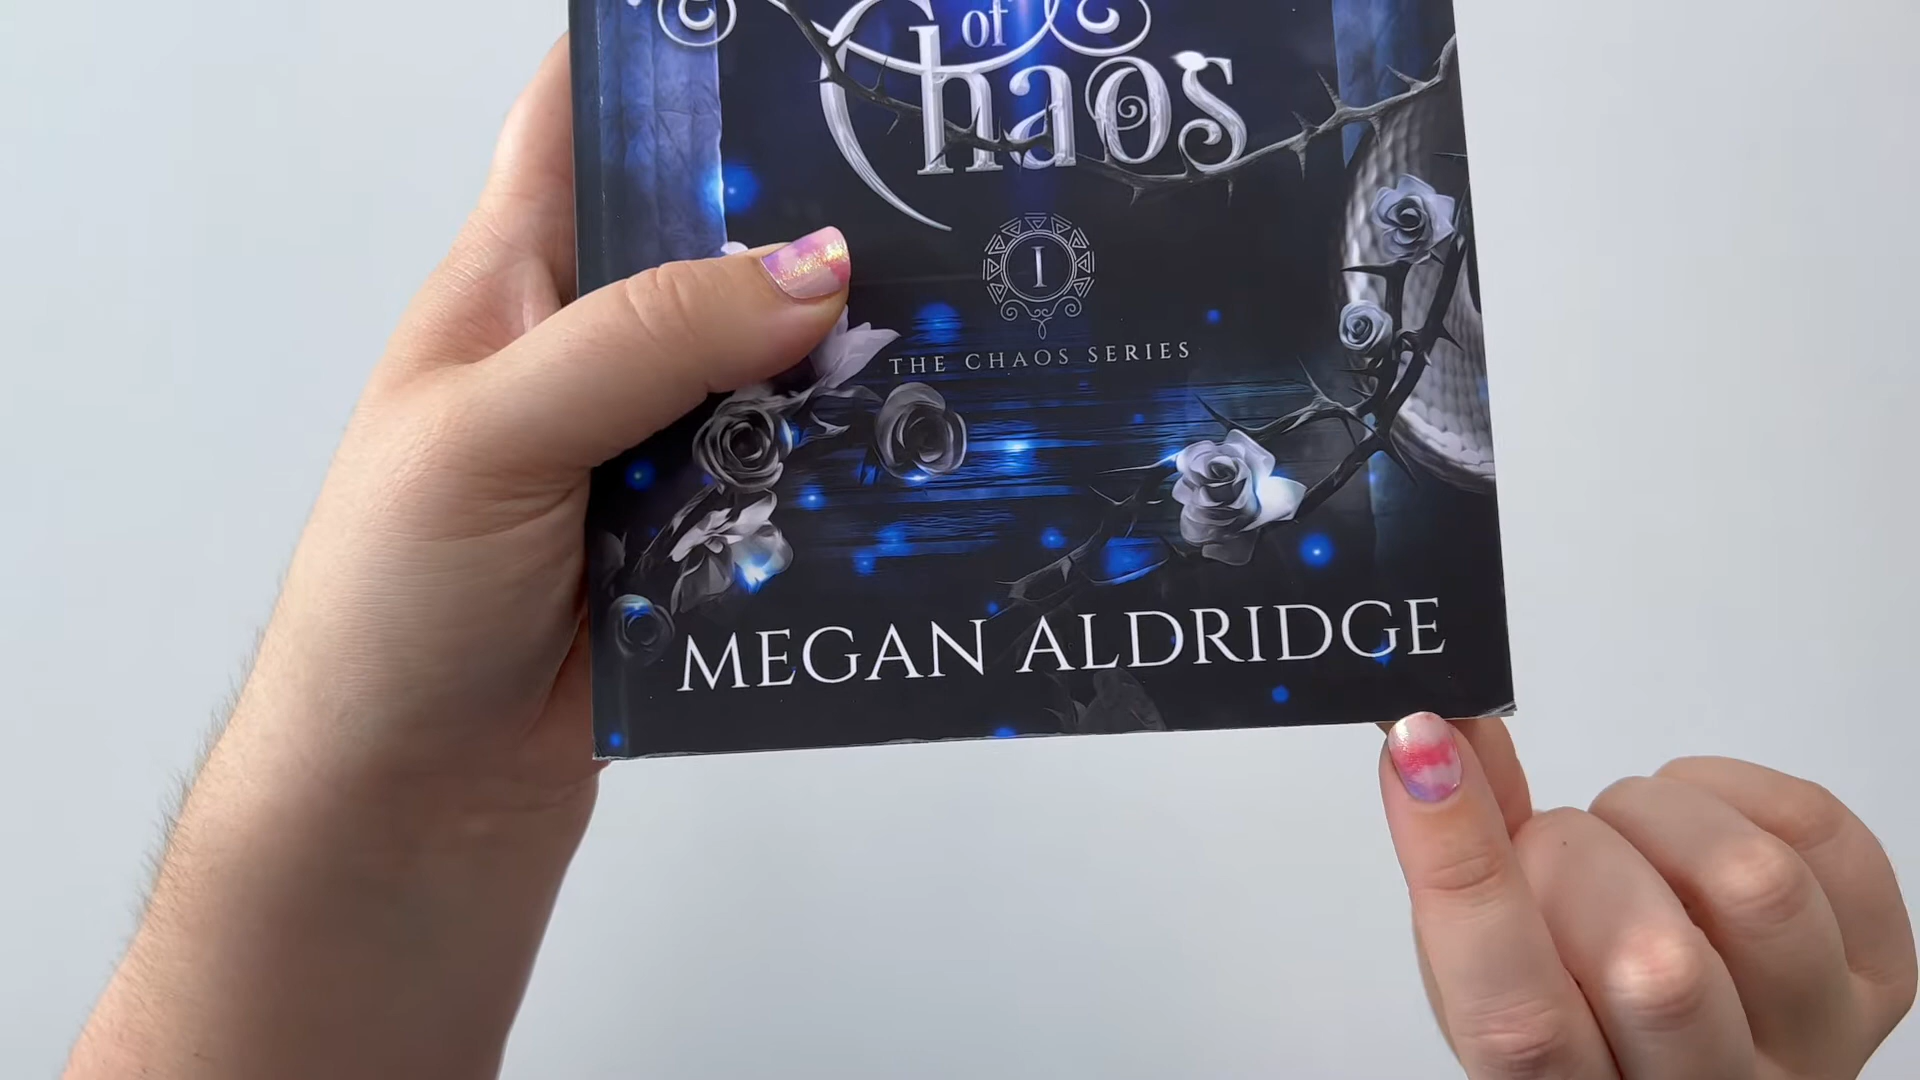 of
Chaos
I
THE CHAOS SERIES
MEGAN ALDRIDGE